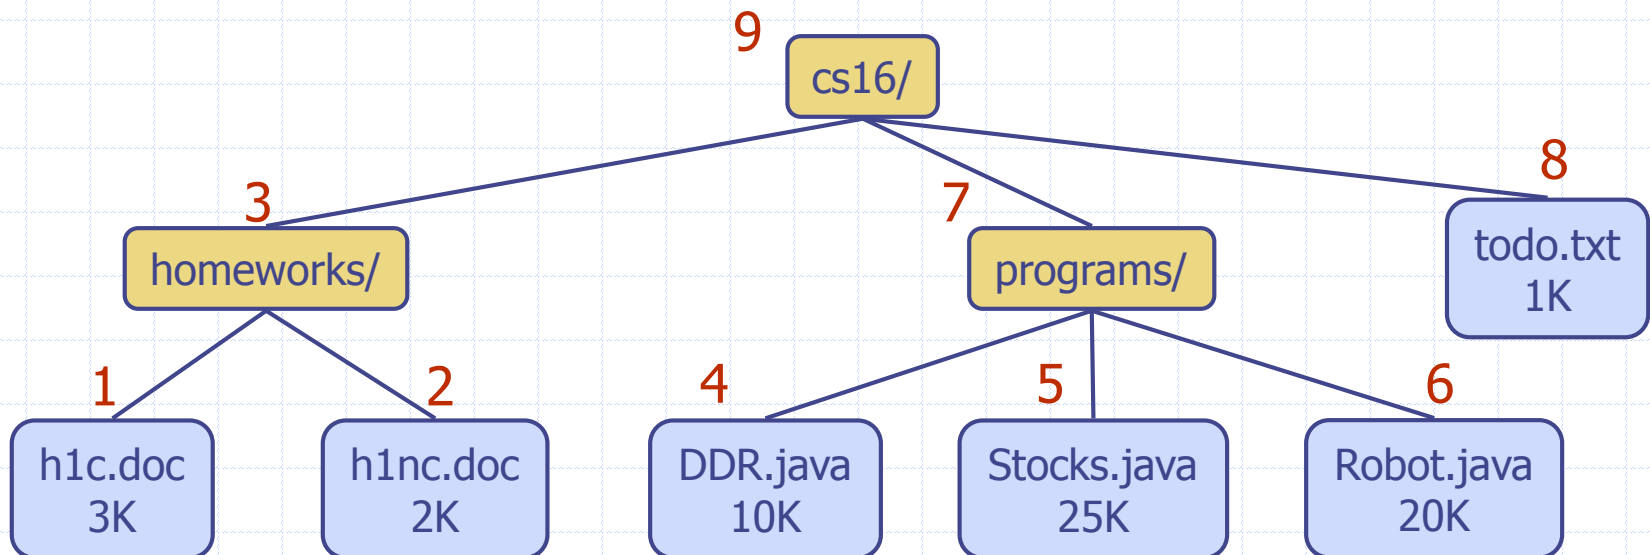 9
cs16/
8
3
7
todo.txt
1K
homeworks/
programs/
1
2
4
5
6
h1c.doc
3K
h1nc.doc
2K
DDR.java
10K
Stocks.java
25K
Robot.java
20K